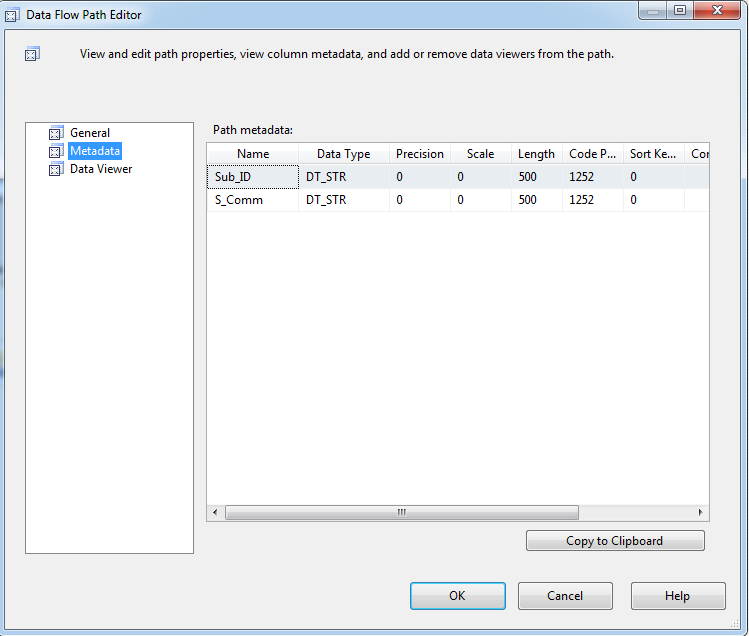 Data Flow Path Editor
View and edit path properties, view column metadata, and add or remove data viewers from the path.
General
Metadata
Data Viewer
Path metadata:
Name Data Type Precision Scale Length Code P... Sort Ke... Cor
Sub_ID DT_STR 0 0 500 1252 0
S_Comm DT_STR 0 0 500 1252 0
Copy to Clipboard
OK Cancel Help